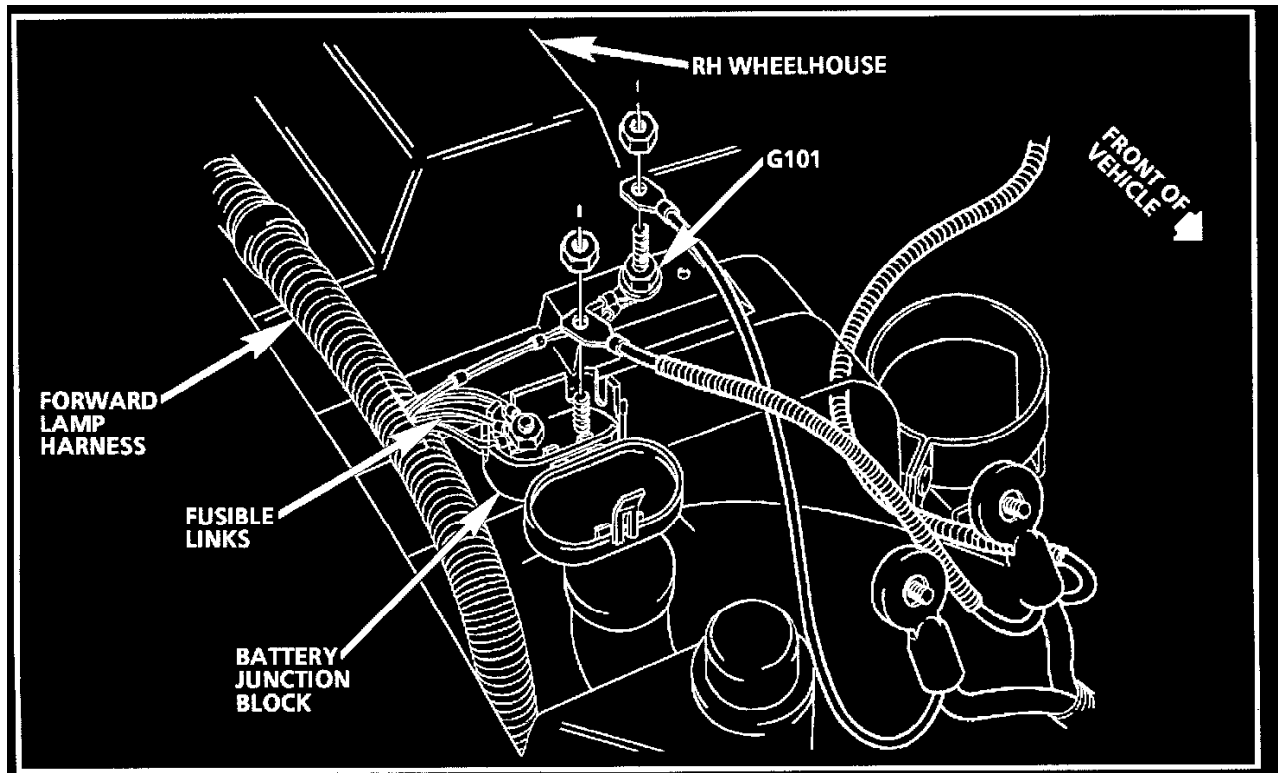 RH WHEELHOUSE
G101
FRONT OF
VEHICLE
FORWARD
LAMP
HARNESS
FUSIBLE
LINKS
BATTERY
JUNCTION
BLOCK